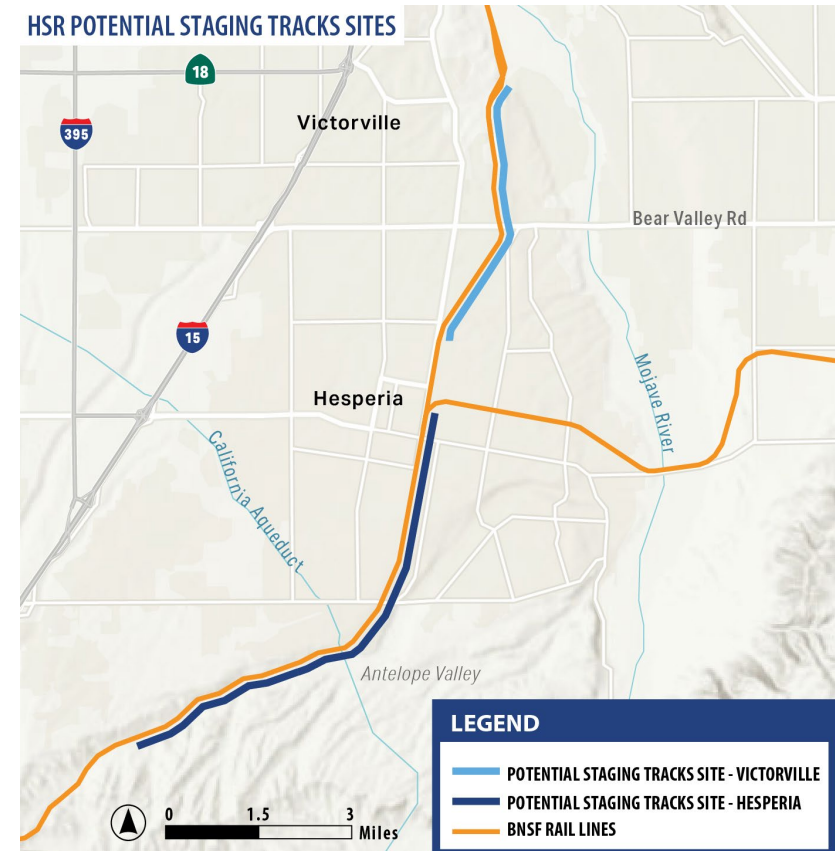 HSR POTENTIAL STAGING TRACKS SITES
18
395
Victorville
Bear Valley Rd
15
Mojave River
Hesperia
California Aqueduct
Antelope Valley
LEGEND
POTENTIAL STAGING TRACKS SITE - VICTORVILLE
POTENTIAL STAGING TRACKS SITE - HESPERIA
BNSF RAIL LINES
0 1.5 3
Miles